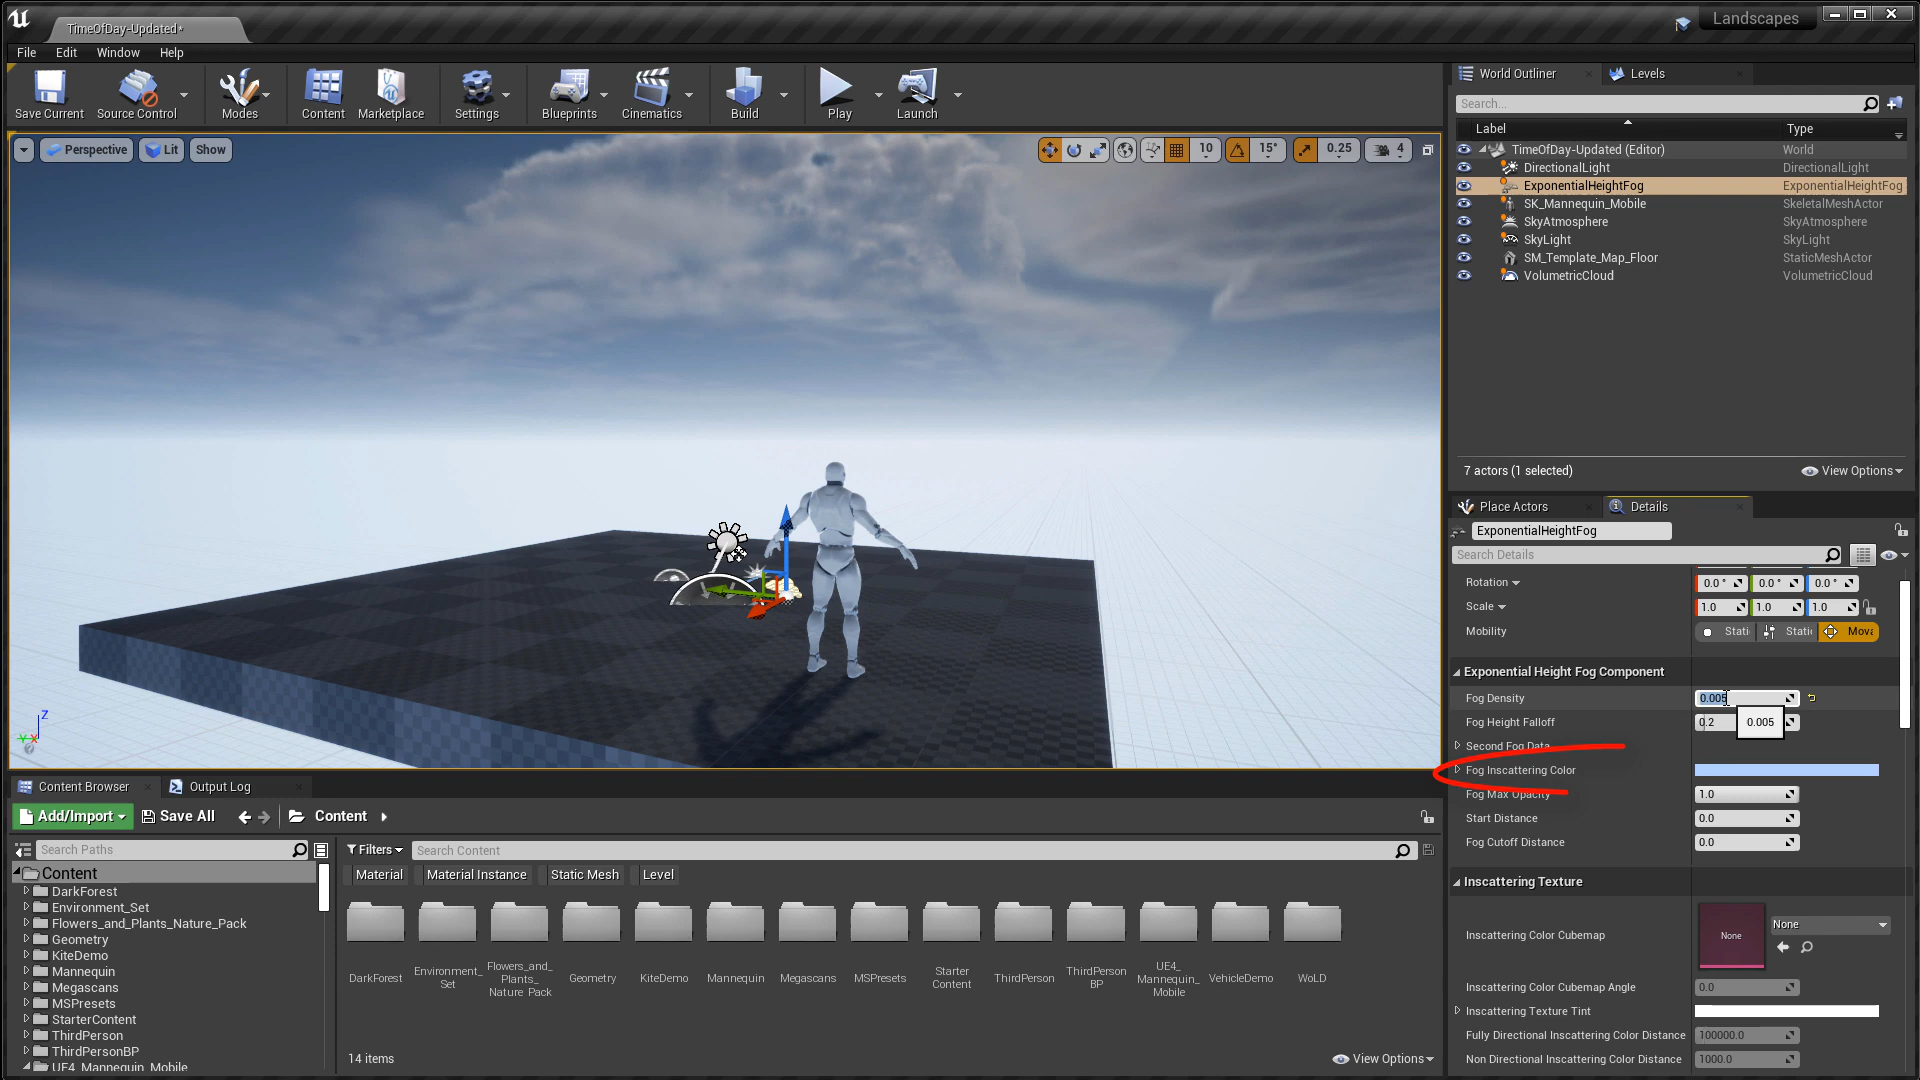 TimeOfDay-Updated*
Landscapes
File Edit Window Help
Save Current
Source Control
Modes
Content
Marketplace
Settings
Blueprints
Cinematics
Build
Play
Launch
Perspective
Lit
Show
10
15°
0.25
4
World Outliner
Levels
Search...
Label Type
TimeOfDay-Updated (Editor) World
DirectionalLight DirectionalLight
ExponentialHeightFog ExponentialHeightFog
SK_Mannequin_Mobile SkeletalMeshActor
SkyAtmosphere SkyAtmosphere
SkyLight SkyLight
SM_Template_Map_Floor StaticMeshActor
VolumetricCloud VolumetricCloud
7 actors (1 selected)
View Options
Place Actors
Details
ExponentialHeightFog
Search Details
Rotation 0.0° 0.0° 0.0°
Scale 1.0 1.0 1.0
Mobility Stati Stati Mova
Exponential Height Fog Component
Fog Density 0.005
Fog Height Falloff 0.2
0.005
Second Fog Data
Fog Inscattering Color
Fog Max Opacity 1.0
Start Distance 0.0
Fog Cutoff Distance 0.0
Inscattering Texture
Inscattering Color Cubemap None None
Inscattering Color Cubemap Angle 0.0
Inscattering Texture Tint
Fully Directional Inscattering Color Distance 100000.0
Non Directional Inscattering Color Distance 1000.0
Z
Y X
Content Browser
Output Log
Add/Import
Save All
Content
Search Paths
Filters
Search Content
Material
Material Instance
Static Mesh
Level
Content
DarkForest
Environment_Set
Flowers_and_Plants_Nature_Pack
Geometry
KiteDemo
Mannequin
Megascans
MSPresets
StarterContent
ThirdPerson
ThirdPersonBP
UE4_Mannequin_Mobile
DarkForest
Environment_
Set
Flowers_and_
Plants_
Nature_Pack
Geometry
KiteDemo
Mannequin
Megascans
MSPresets
Starter
Content
ThirdPerson
ThirdPerson
BP
UE4_
Mannequin_
Mobile
VehicleDemo
WoLD
14 items
View Options